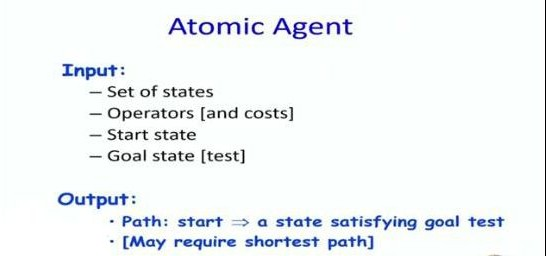 Atomic Agent
Input:
– Set of states
– Operators [and costs]
– Start state
– Goal state [test]
Output:
· Path: start ⇒ a state satisfying goal test
· [May require shortest path]